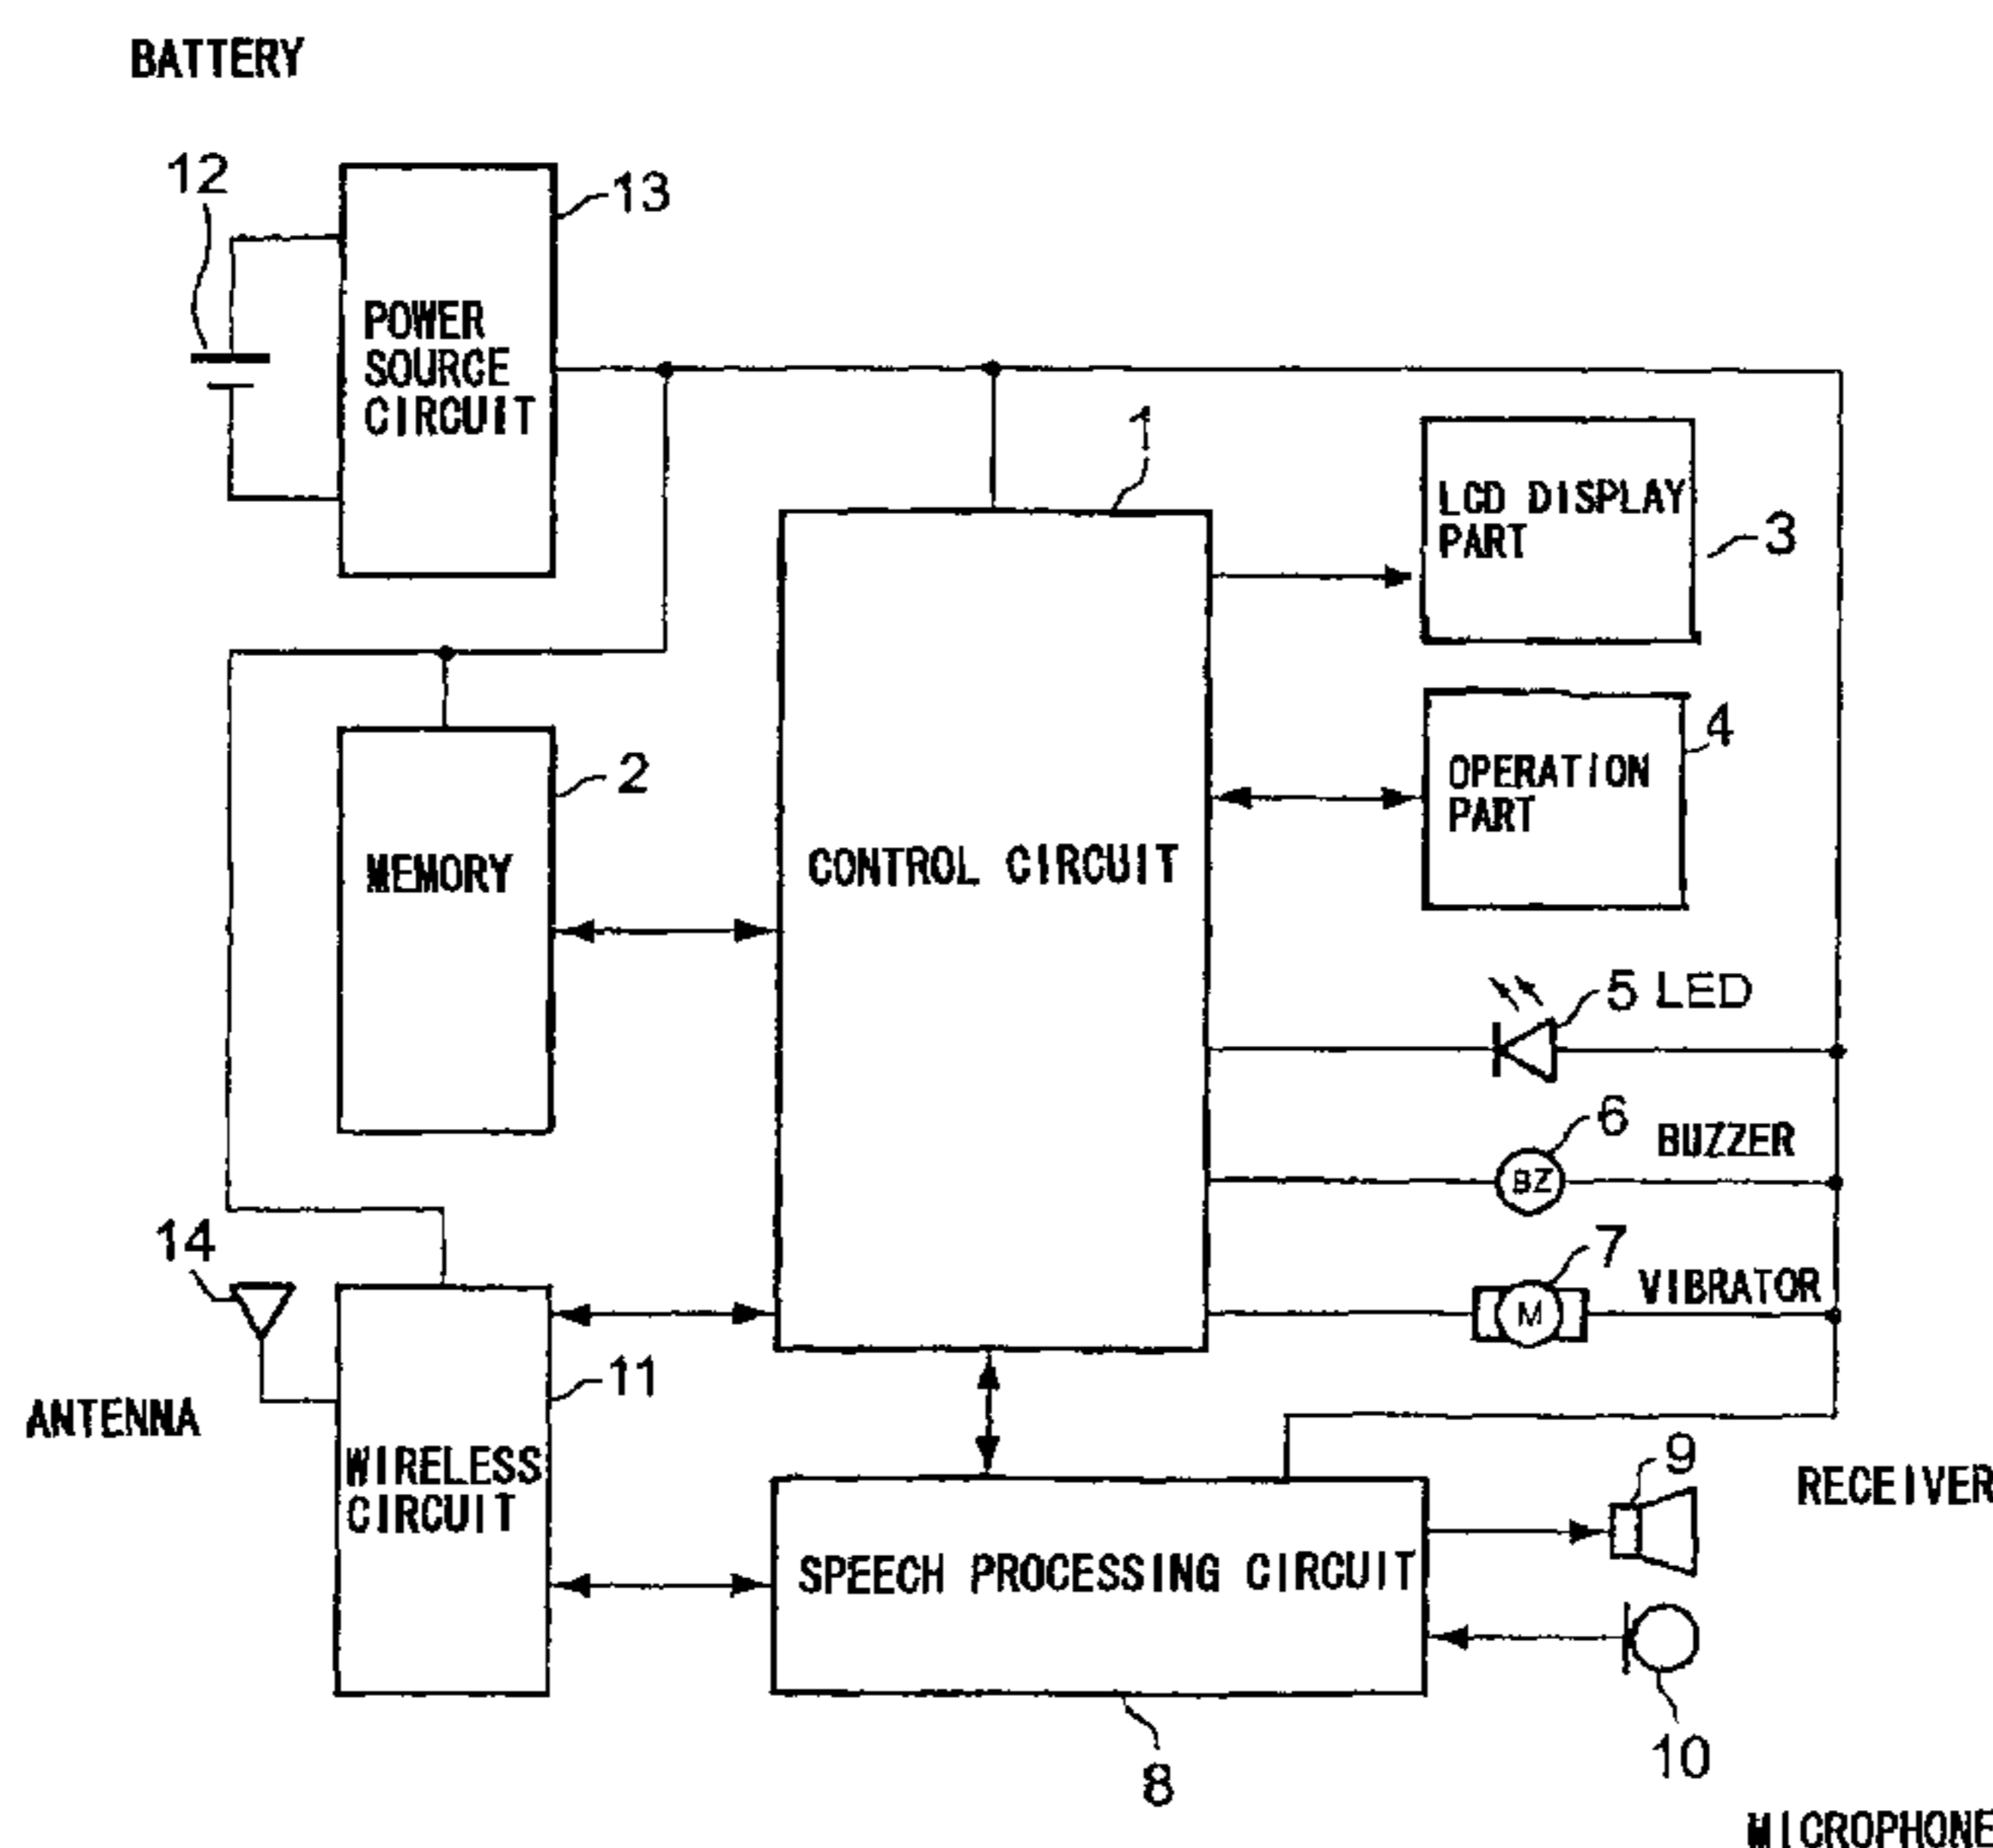 BATTERY
12
13
POWER
SOURCE
CIRCUIT
1
LCD DISPLAY
PART
3
2
4
MEMORY
OPERATION
PART
CONTROL CIRCUIT
5 LED
6
BUZZER
BZ
14
7
VIBRATOR
M
11
ANTENNA
WIRELESS
CIRCUIT
9
RECEIVER
SPEECH PROCESSING CIRCUIT
10
8
MICROPHONE